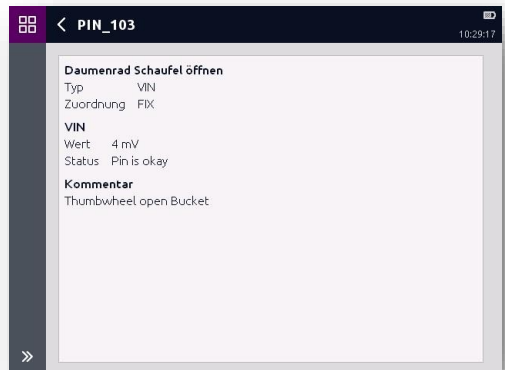 PIN_103
10:29:17
Daumenrad Schaufel öffnen
Typ VIN
Zuordnung FIX
VIN
Wert 4 mV
Status Pin is okay
Kommentar
Thumbwheel open Bucket